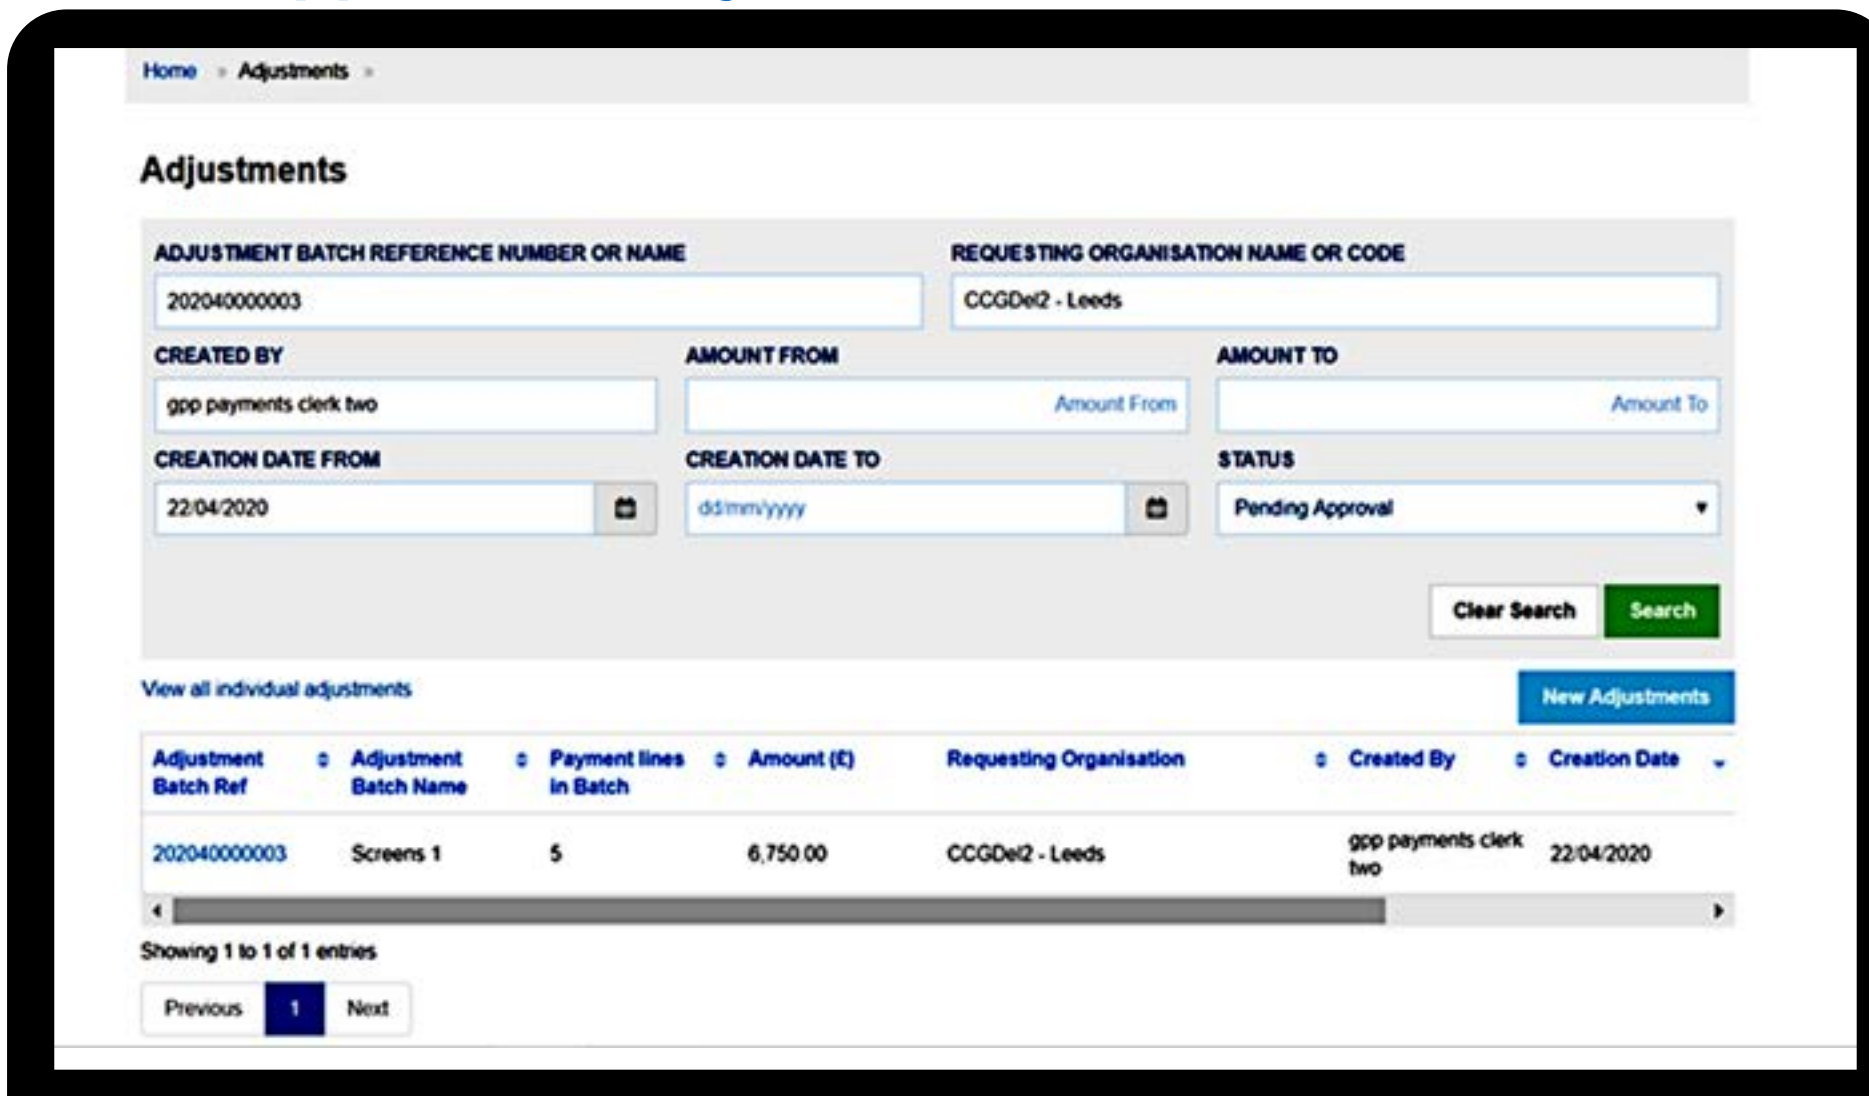 Home » Adjustments »
Adjustments
ADJUSTMENT BATCH REFERENCE NUMBER OR NAME
REQUESTING ORGANISATION NAME OR CODE
202040000003
CCGDel2 - Leeds
CREATED BY
AMOUNT FROM
AMOUNT TO
gpp payments clerk two
Amount From
Amount To
CREATION DATE FROM
CREATION DATE TO
STATUS
22/04/2020
dd/mm/yyyy
Pending Approval
Clear Search
Search
View all individual adjustments
New Adjustments
Adjustment Batch Ref
Adjustment Batch Name
Payment lines in Batch
Amount (£)
Requesting Organisation
Created By
Creation Date
202040000003
Screens 1
5
6,750.00
CCGDel2 - Leeds
gpp payments clerk two
22/04/2020
Showing 1 to 1 of 1 entries
Previous
1
Next